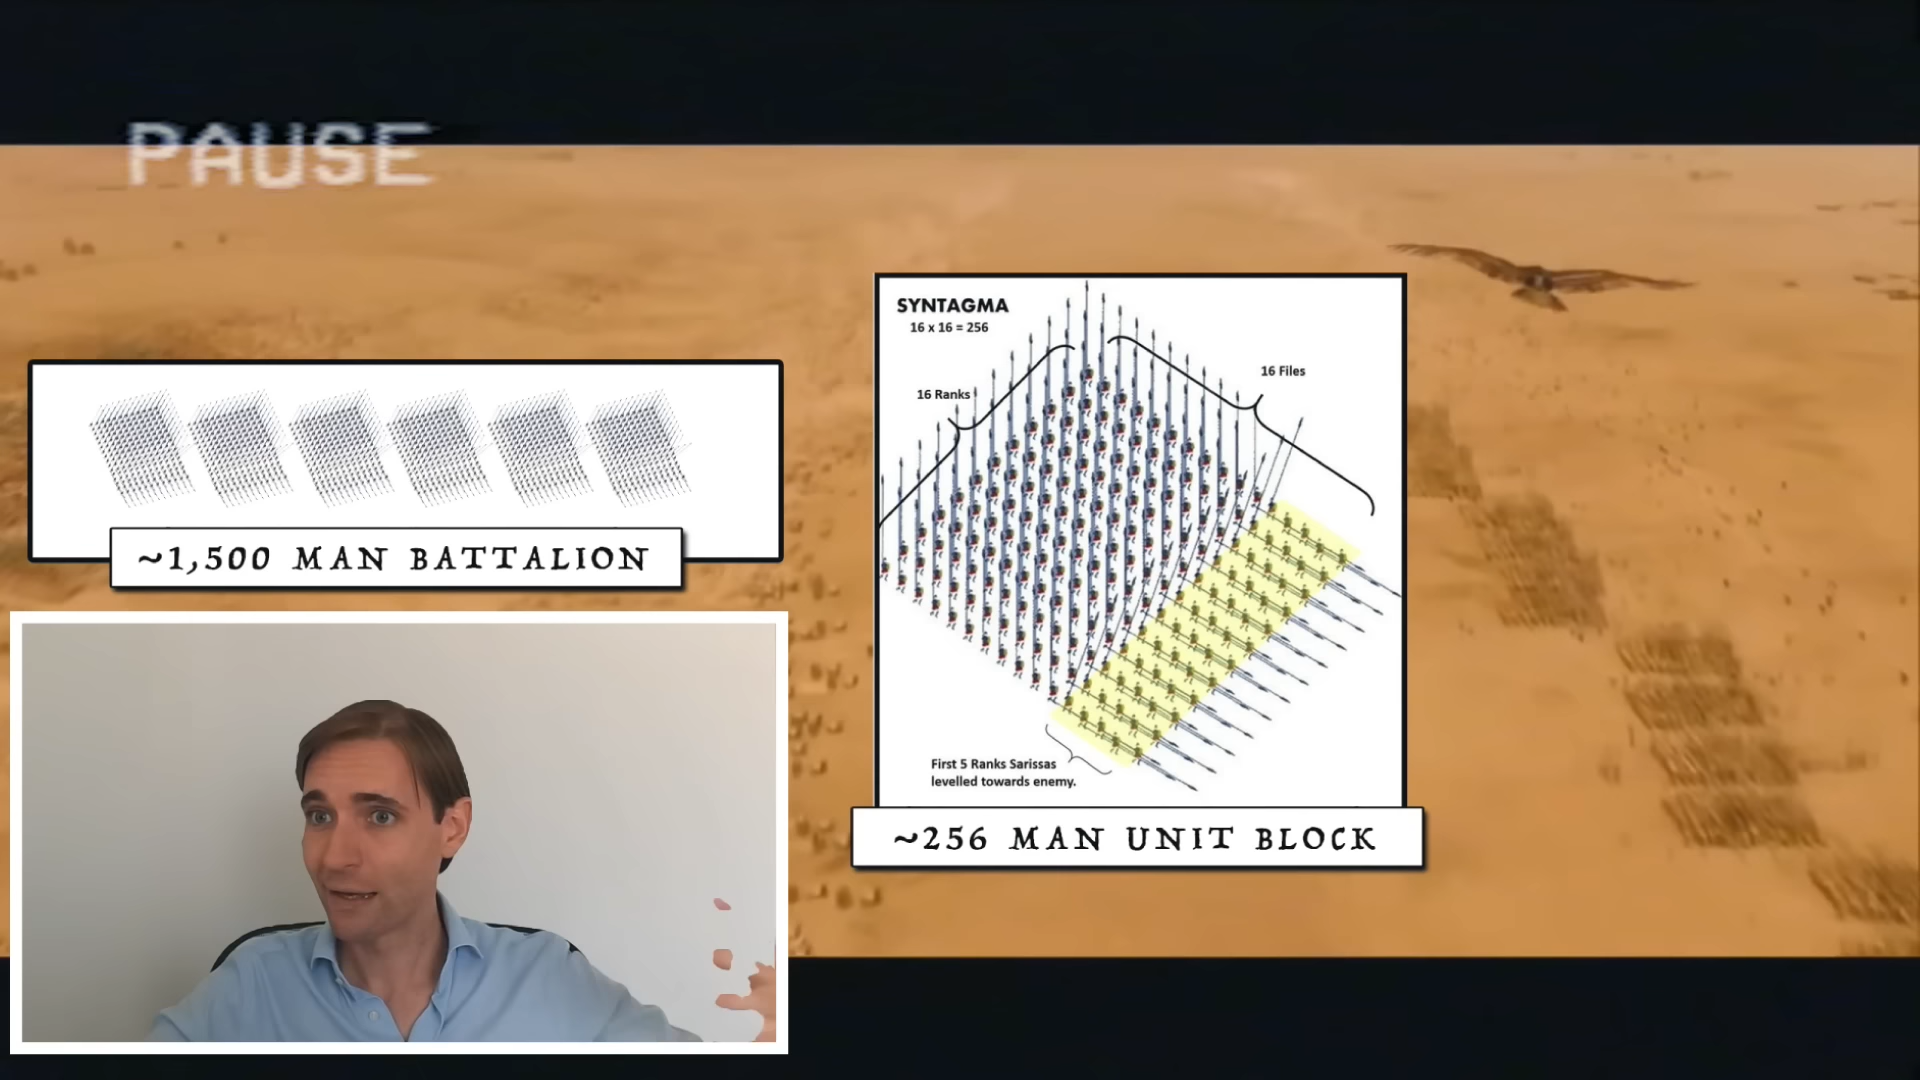 PAUSE
~1,500 MAN BATTALION
SYNTAGMA
16 x 16 = 256
16 Ranks
16 Files
First 5 Ranks Sarissas
levelled towards enemy.
~256 MAN UNIT BLOCK